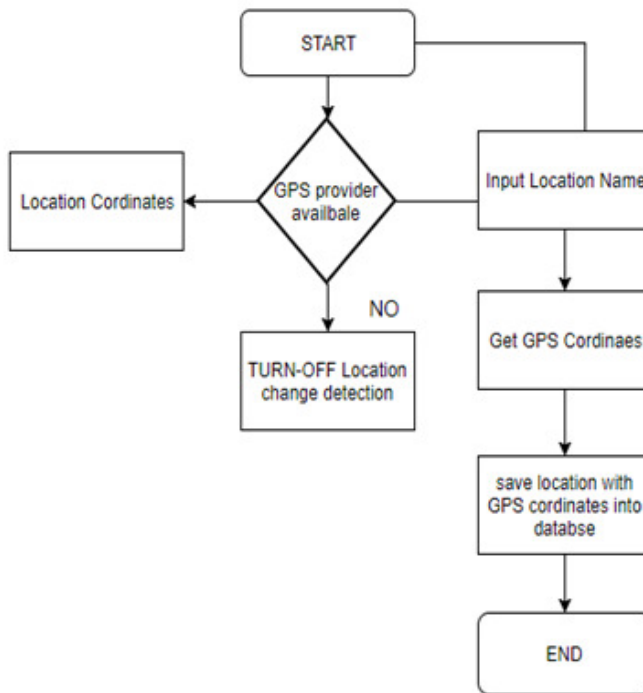 START
GPS provider
availbale
Location Cordinates
Input Location Name
NO
TURN-OFF Location
change detection
Get GPS Cordinaes
save location with
GPS cordinates into
databse
END